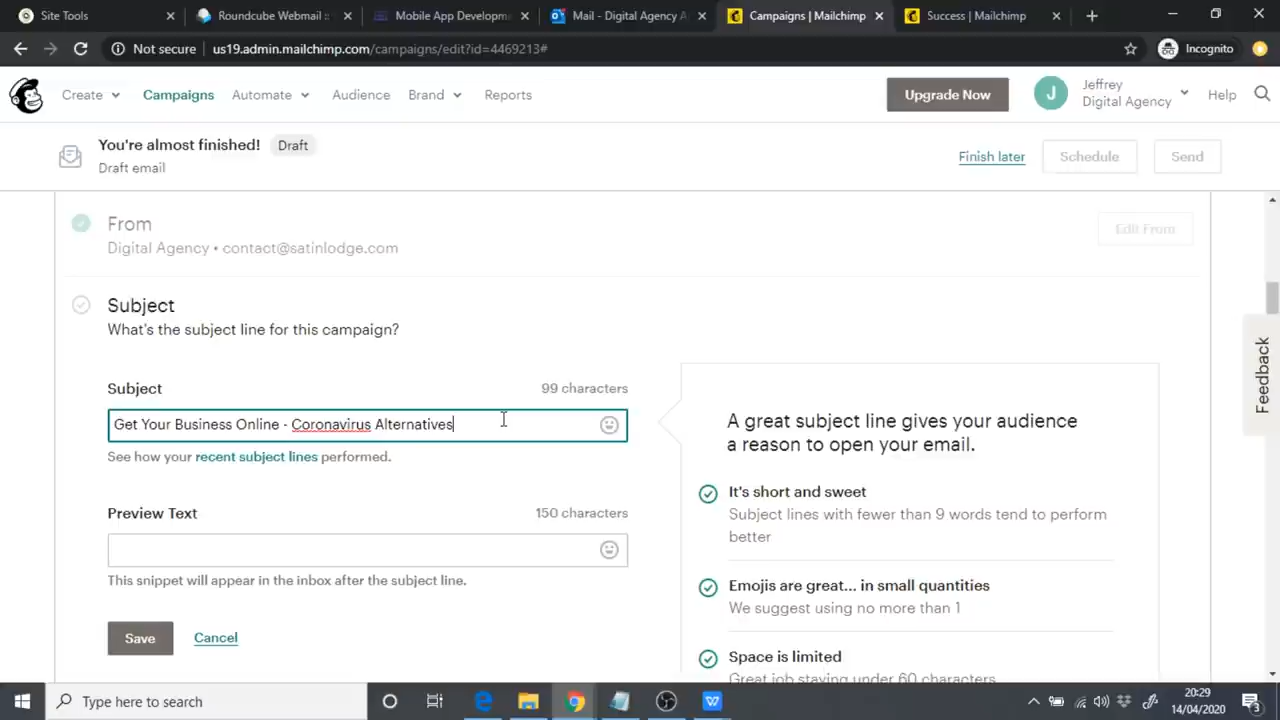 Site Tools
Roundcube Webmail ::
Mobile App Developm
Mail - Digital Agency A
Campaigns | Mailchimp
Success | Mailchimp
Not secure
us19.admin.mailchimp.com/campaigns/edit?id=4469213#
Incognito
Create
Campaigns
Automate
Audience
Brand
Reports
Upgrade Now
J
Jeffrey
Digital Agency
Help
You're almost finished!
Draft
Draft email
Finish later
Schedule
Send
From
Digital Agency • contact@satinlodge.com
Edit From
Subject
What's the subject line for this campaign?
Subject
99 characters
Get Your Business Online - Coronavirus Alternatives
See how your recent subject lines performed.
Preview Text
150 characters
This snippet will appear in the inbox after the subject line.
Save
Cancel
A great subject line gives your audience
a reason to open your email.
It's short and sweet
Subject lines with fewer than 9 words tend to perform
better
Emojis are great... in small quantities
We suggest using no more than 1
Space is limited
Great job staying under 60 characters
Feedback
Type here to search
20:29
14/04/2020
3